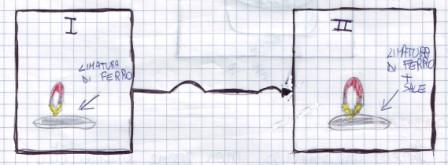 I
LIMATURA
DI FERRO
II
LIMATURA
DI FERRO
+
SALE